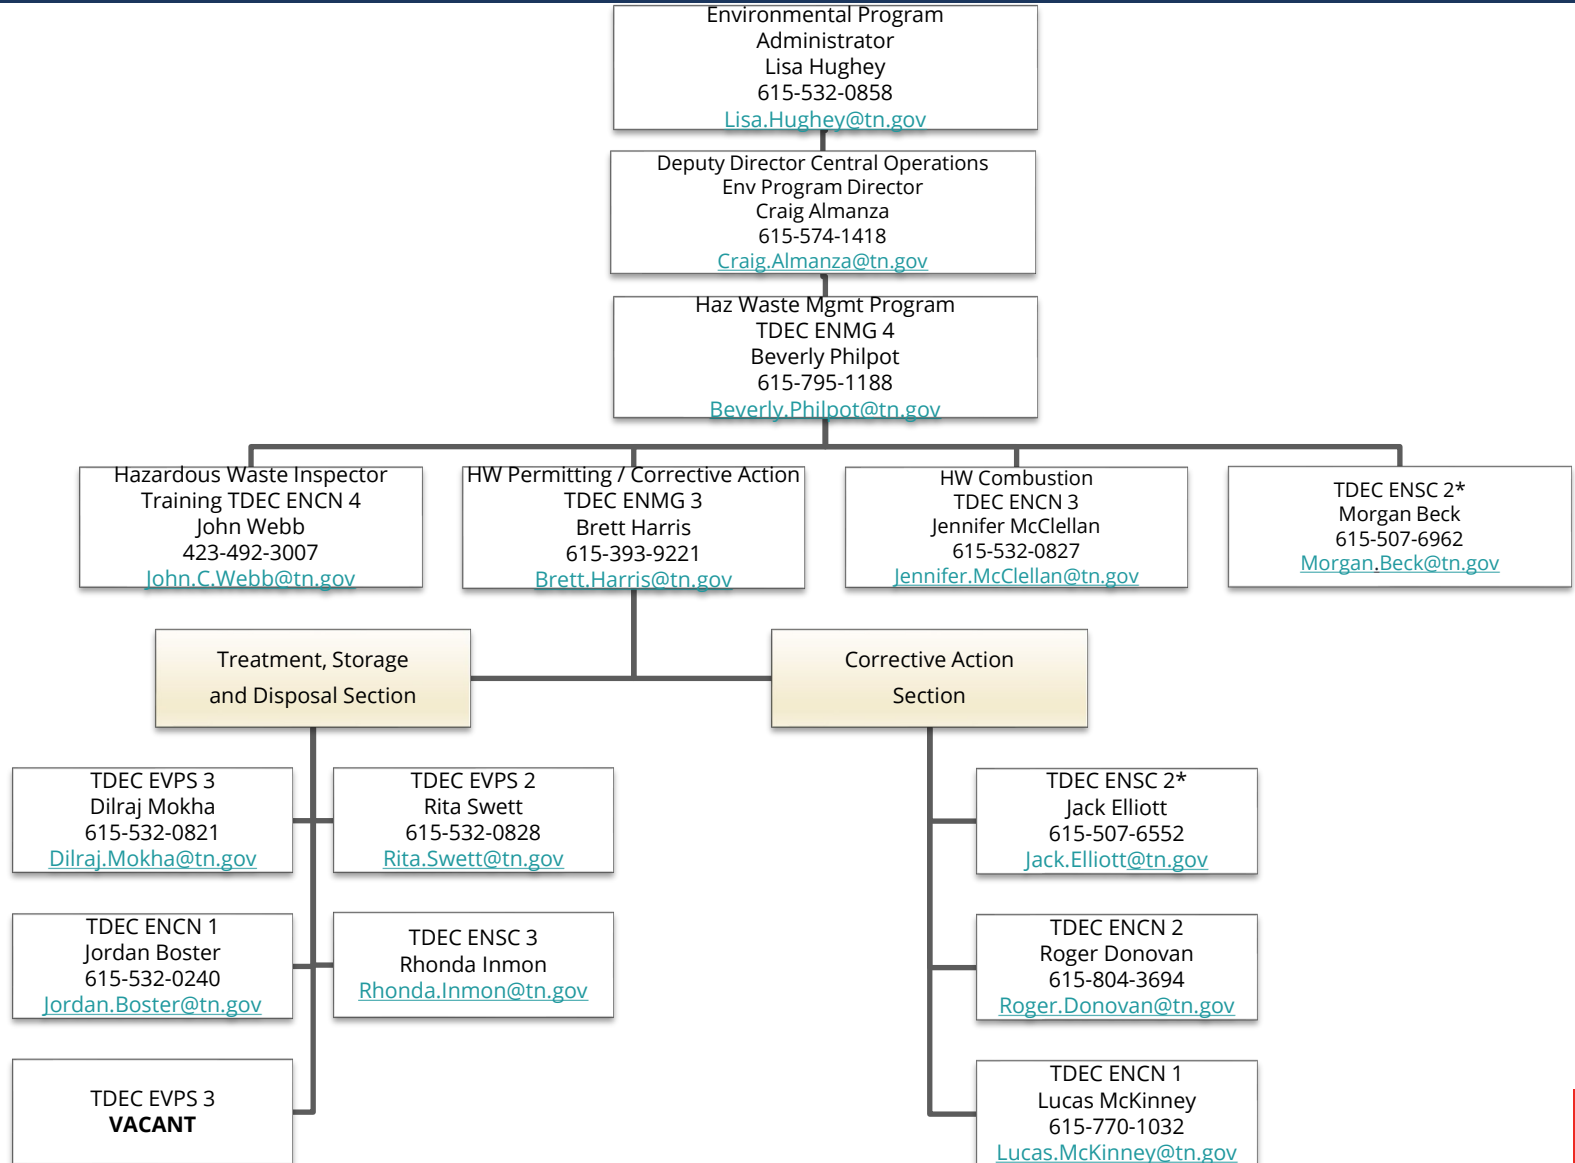 Environmental Program
Administrator
Lisa Hughey
615-532-0858
Lisa.Hughey@tn.gov
Deputy Director Central Operations
Env Program Director
Craig Almanza
615-574-1418
Craig.Almanza@tn.gov
Haz Waste Mgmt Program
TDEC ENMG 4
Beverly Philpot
615-795-1188
Beverly.Philpot@tn.gov
Hazardous Waste Inspector
Training TDEC ENCN 4
John Webb
423-492-3007
John.C.Webb@tn.gov
HW Permitting / Corrective Action
TDEC ENMG 3
Brett Harris
615-393-9221
Brett.Harris@tn.gov
HW Combustion
TDEC ENCN 3
Jennifer McClellan
615-532-0827
Jennifer.McClellan@tn.gov
TDEC ENSC 2*
Morgan Beck
615-507-6962
Morgan.Beck@tn.gov
Treatment, Storage
and Disposal Section
Corrective Action
Section
TDEC EVPS 3
Dilraj Mokha
615-532-0821
Dilraj.Mokha@tn.gov
TDEC EVPS 2
Rita Swett
615-532-0828
Rita.Swett@tn.gov
TDEC ENSC 2*
Jack Elliott
615-507-6552
Jack.Elliott@tn.gov
TDEC ENCN 1
Jordan Boster
615-532-0240
Jordan.Boster@tn.gov
TDEC ENSC 3
Rhonda Inmon
Rhonda.Inmon@tn.gov
TDEC ENCN 2
Roger Donovan
615-804-3694
Roger.Donovan@tn.gov
TDEC EVPS 3
VACANT
TDEC ENCN 1
Lucas McKinney
615-770-1032
Lucas.McKinney@tn.gov